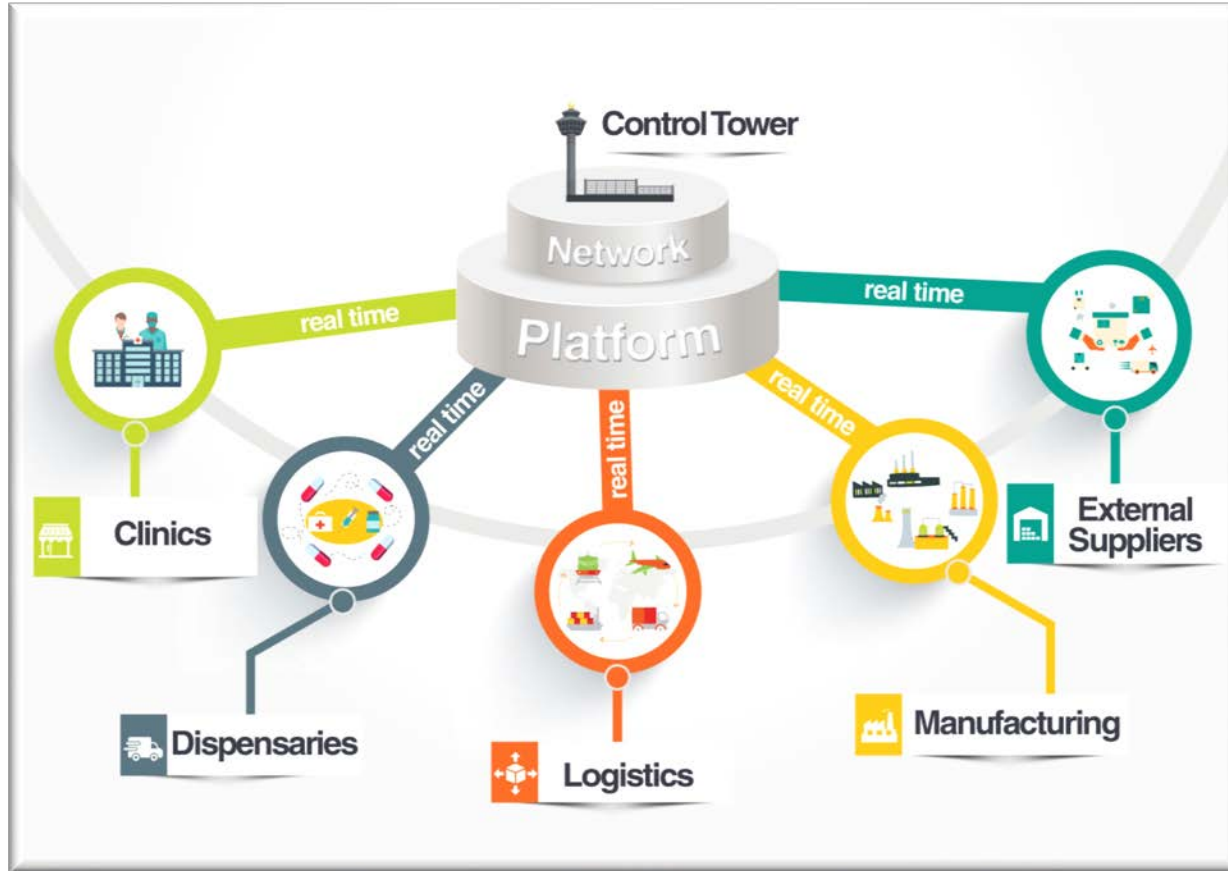 Control Tower
Network
Platform
real time
real time
real time
real time
real time
Clinics
Dispensaries
Logistics
Manufacturing
External
Suppliers